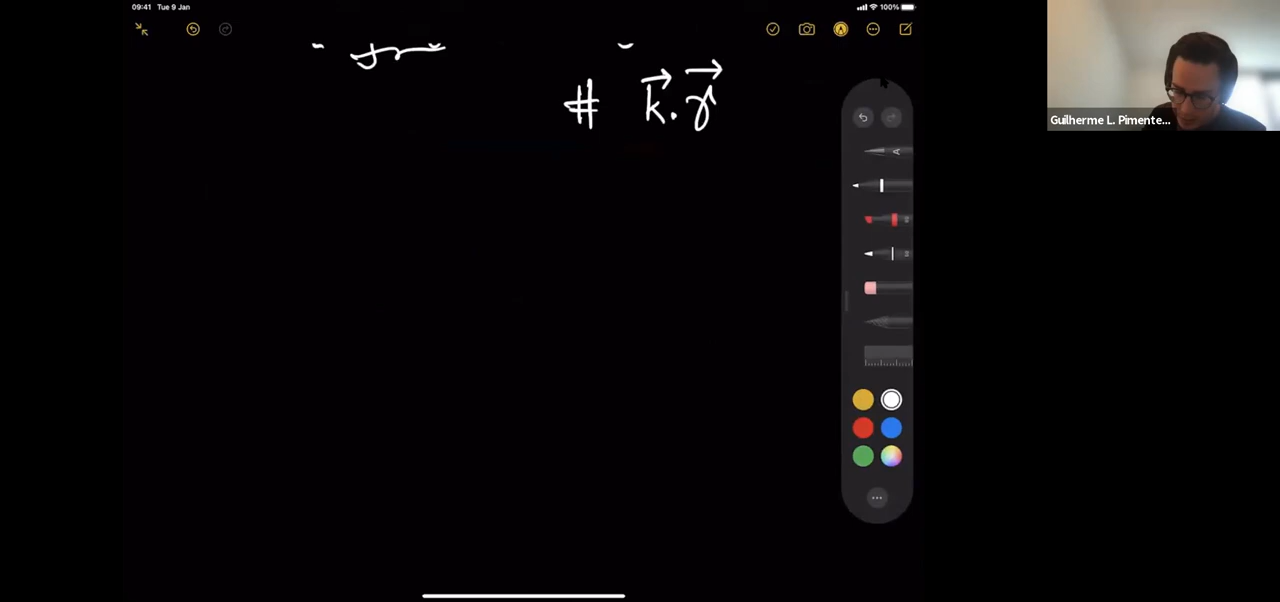 09:41 Tue 9 Jan
100%
# k⃗ . γ⃗
A
Guilherme L. Pimente...